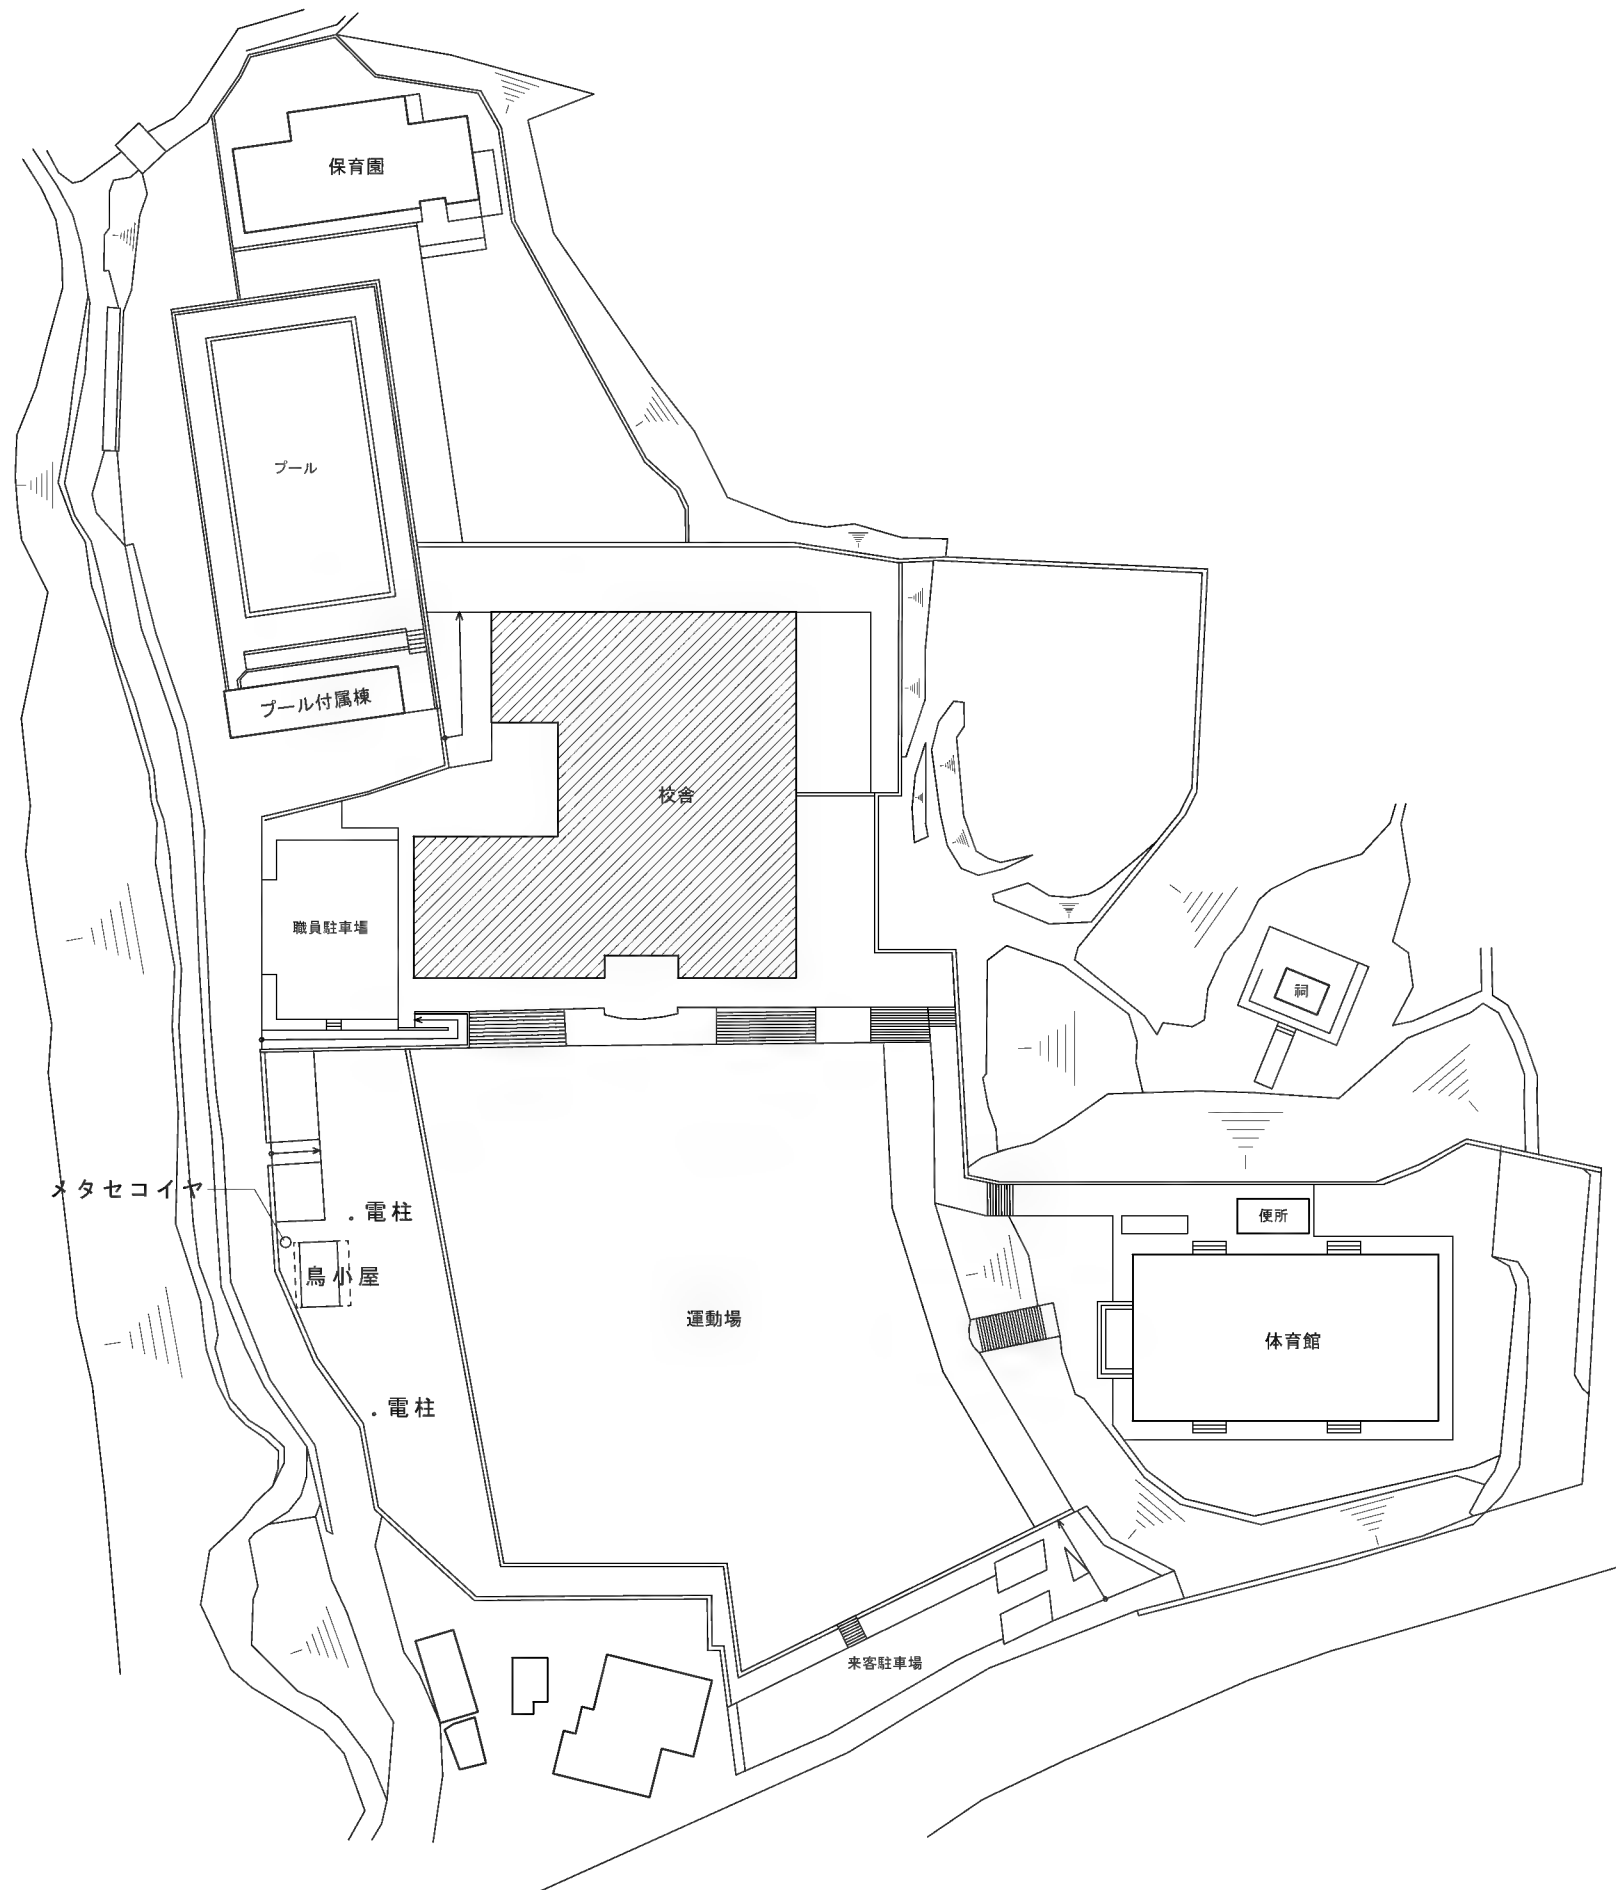 保育園
プール
プール付属棟
校舎
職員駐車場
祠
メタセコイヤ
電柱
便所
鳥小屋
運動場
体育館
電柱
来客駐車場